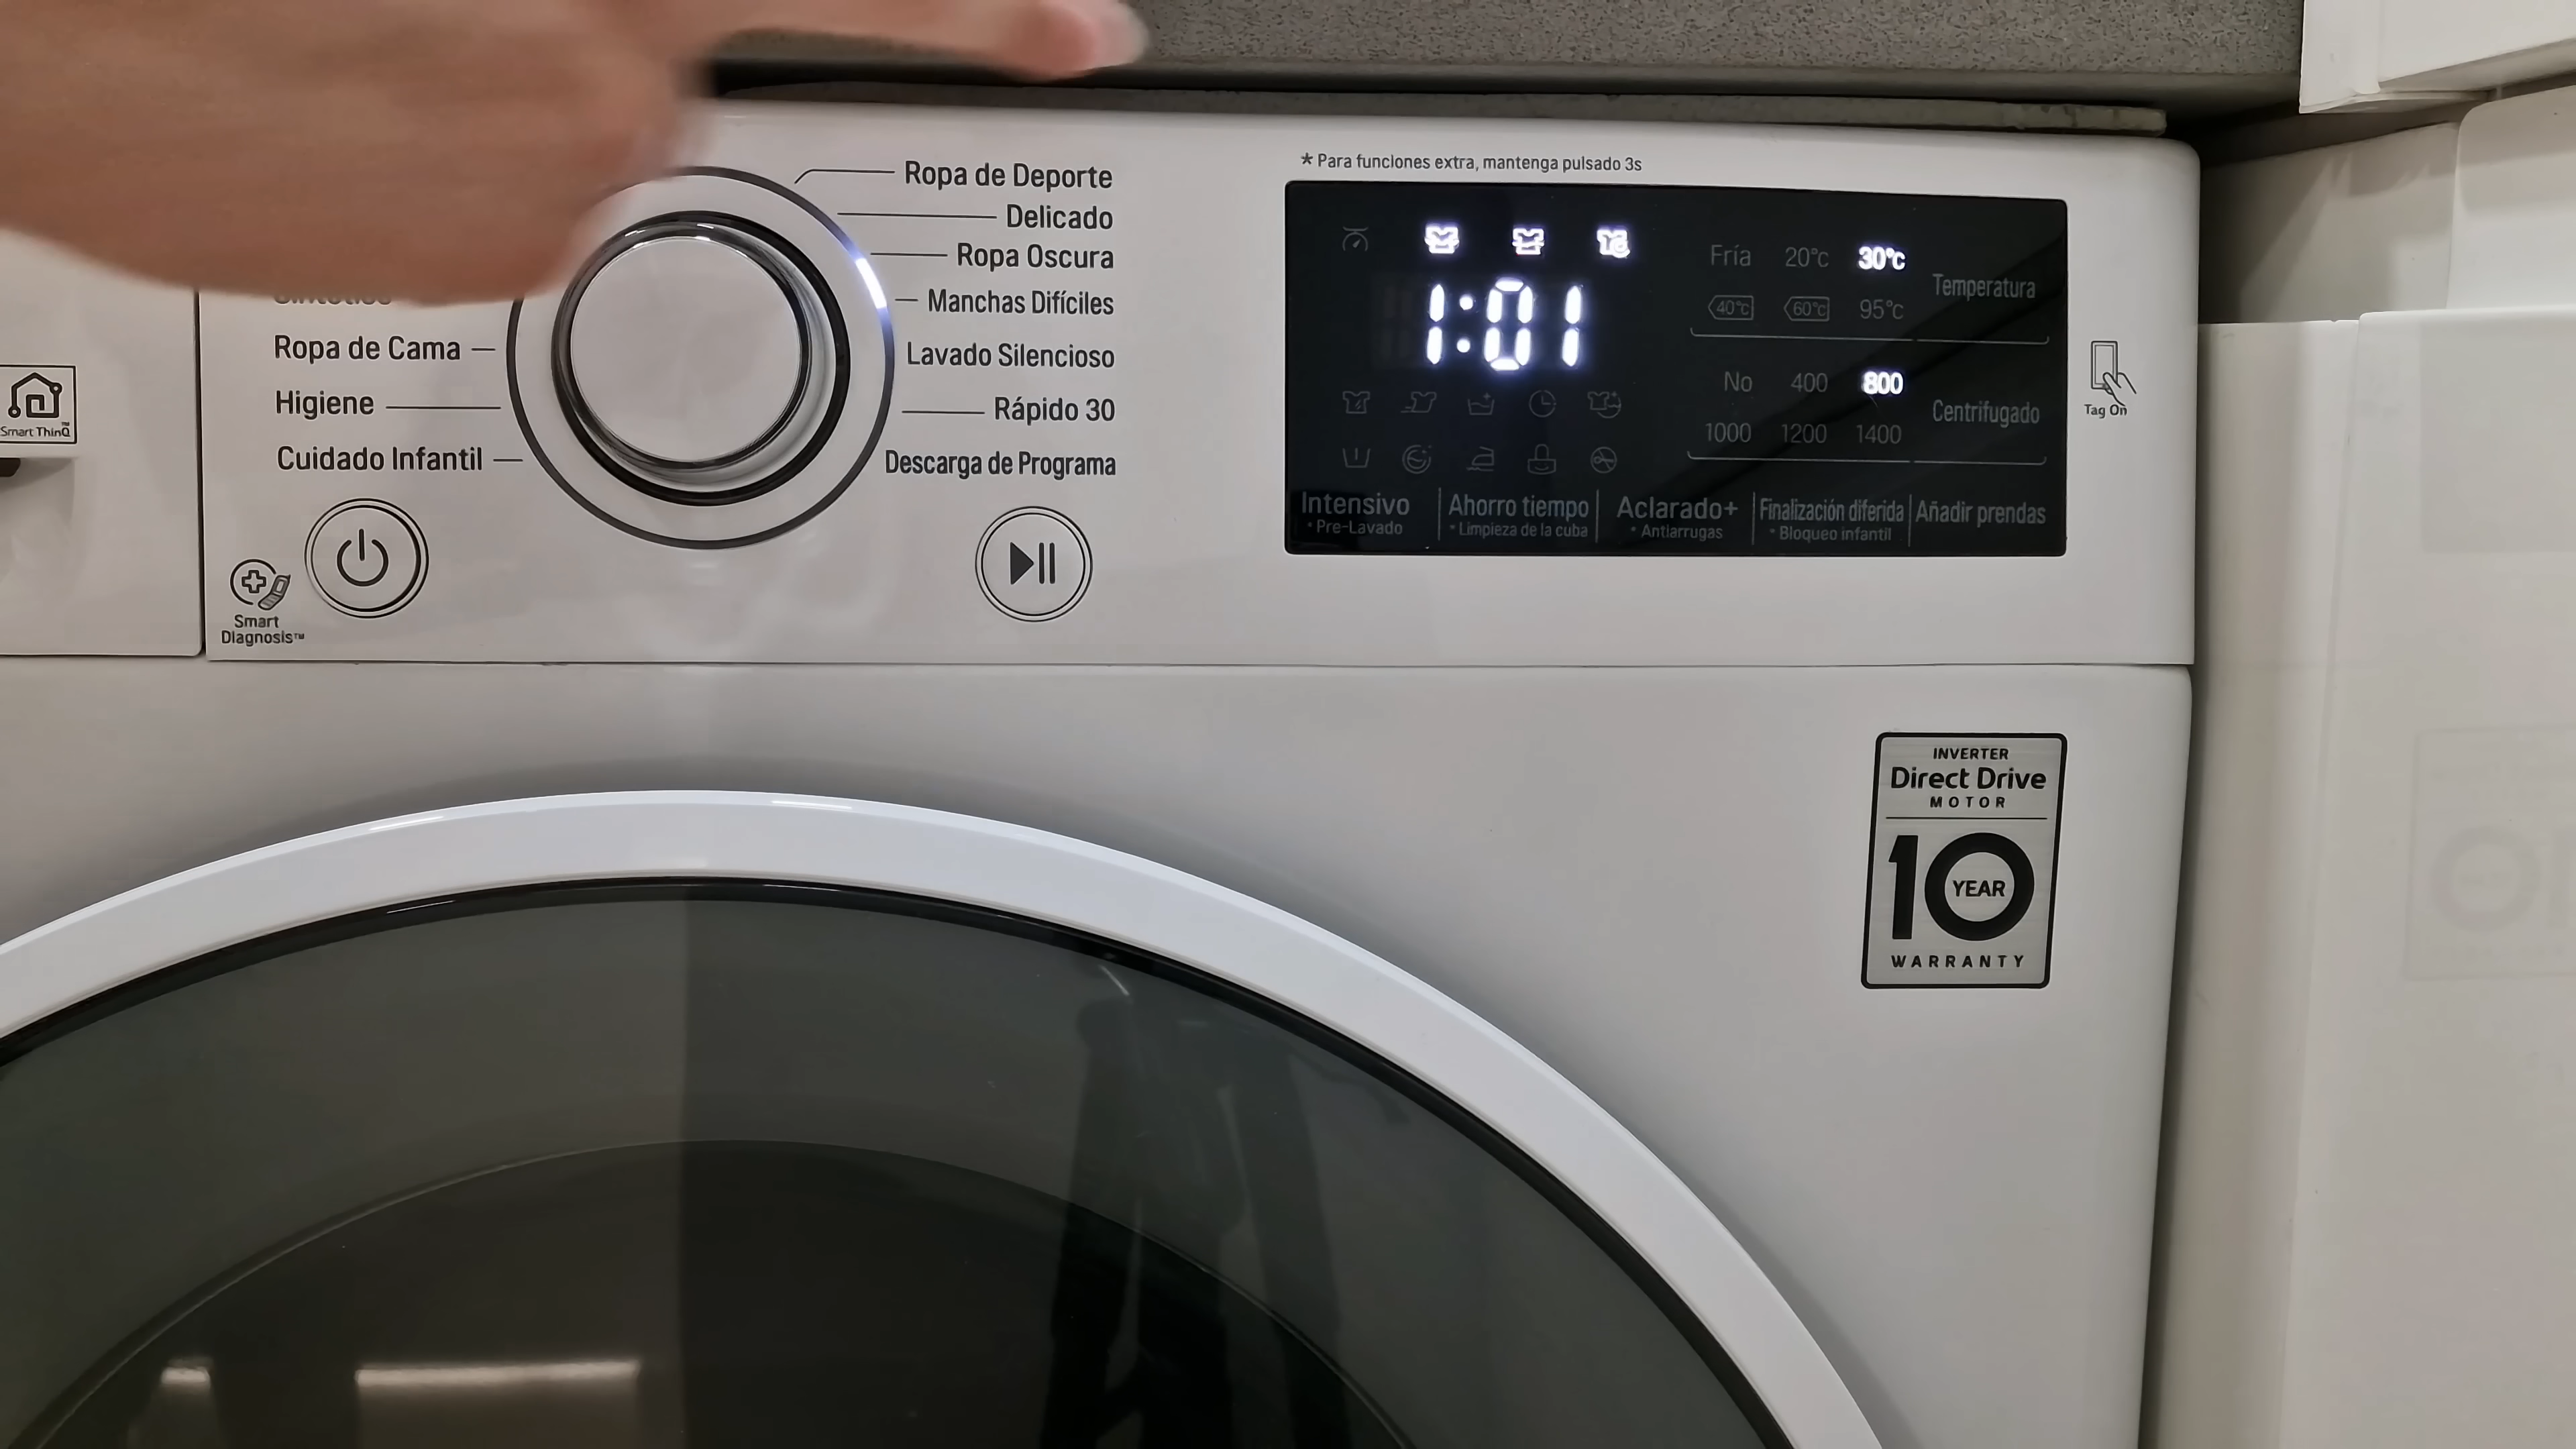 * Para funciones extra, mantenga pulsado 3s
Ropa de Deporte
Delicado
Ropa Oscura
Manchas Difíciles
Lavado Silencioso
Rápido 30
Descarga de Programa
Ropa de Cama
Higiene
Cuidado Infantil
Smart ThinQ™
Smart
Diagnosis™
1:01
Fría 20°c 30°c
40°c 60°c 95°c
Temperatura
No 400 800
1000 1200 1400
Centrifugado
Intensivo
* Pre-Lavado
Ahorro tiempo
* Limpieza de la cuba
Aclarado+
* Antiarrugas
Finalización diferida
* Bloqueo infantil
Añadir prendas
Tag On
INVERTER
Direct Drive
MOTOR
10
YEAR
WARRANTY